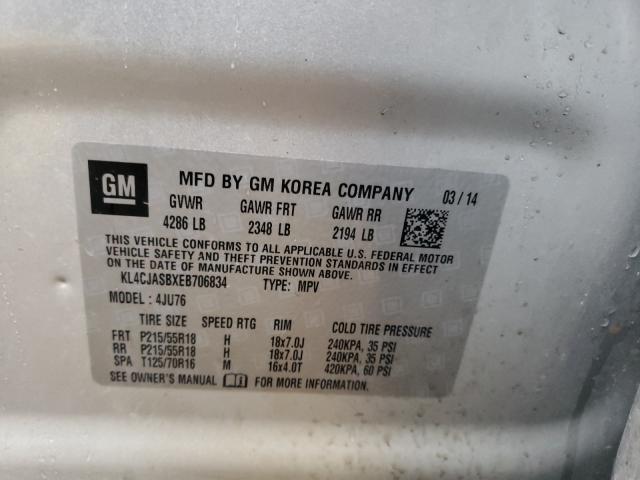 GM
MFD BY GM KOREA COMPANY 03 / 14
GVWR GAWR FRT GAWR RR
4286 LB 2348 LB 2194 LB
THIS VEHICLE CONFORMS TO ALL APPLICABLE U.S. FEDERAL MOTOR
VEHICLE SAFETY AND THEFT PREVENTION STANDARDS IN EFFECT
ON THE DATE OF MANUFACTURE SHOWN ABOVE.
KL4CJASBXEB706834 TYPE: MPV
MODEL : 4JU76
TIRE SIZE SPEED RTG RIM COLD TIRE PRESSURE
FRT P215/55R18 H 18x7.0J 240KPA, 35 PSI
RR P215/55R18 H 18x7.0J 240KPA, 35 PSI
SPA T125/70R16 M 16x4.0T 420KPA, 60 PSI
SEE OWNER'S MANUAL FOR MORE INFORMATION.